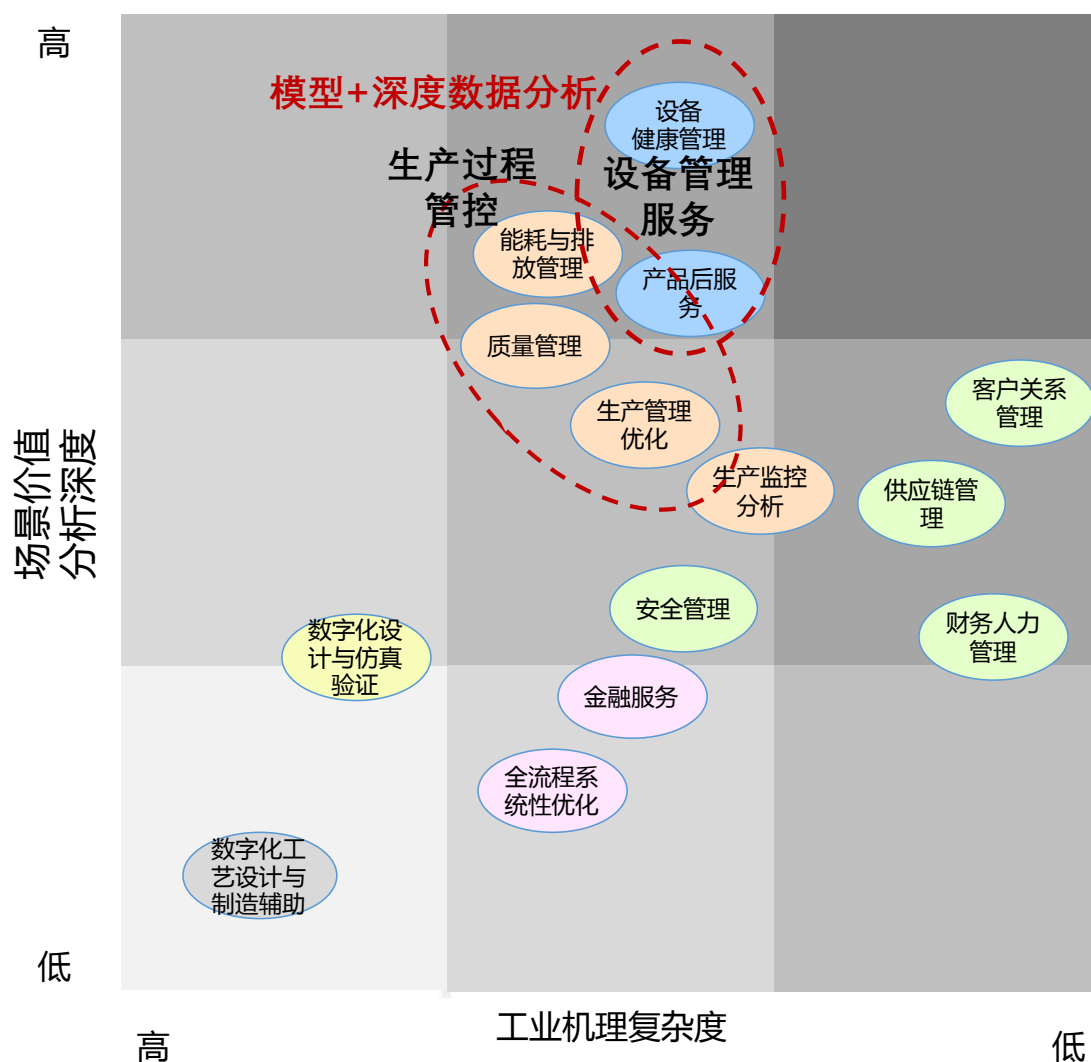 高
模型+深度数据分析
设备
健康管理
生产过程
管控
设备管理
服务
能耗与排
放管理
产品后服
务
质量管理
客户关系
管理
生产管理
优化
生产监控
分析
供应链管
理
场景价值
分析深度
安全管理
财务人力
管理
数字化设
计与仿真
验证
金融服务
全流程系
统性优化
数字化工
艺设计与
制造辅助
低
高
工业机理复杂度
低